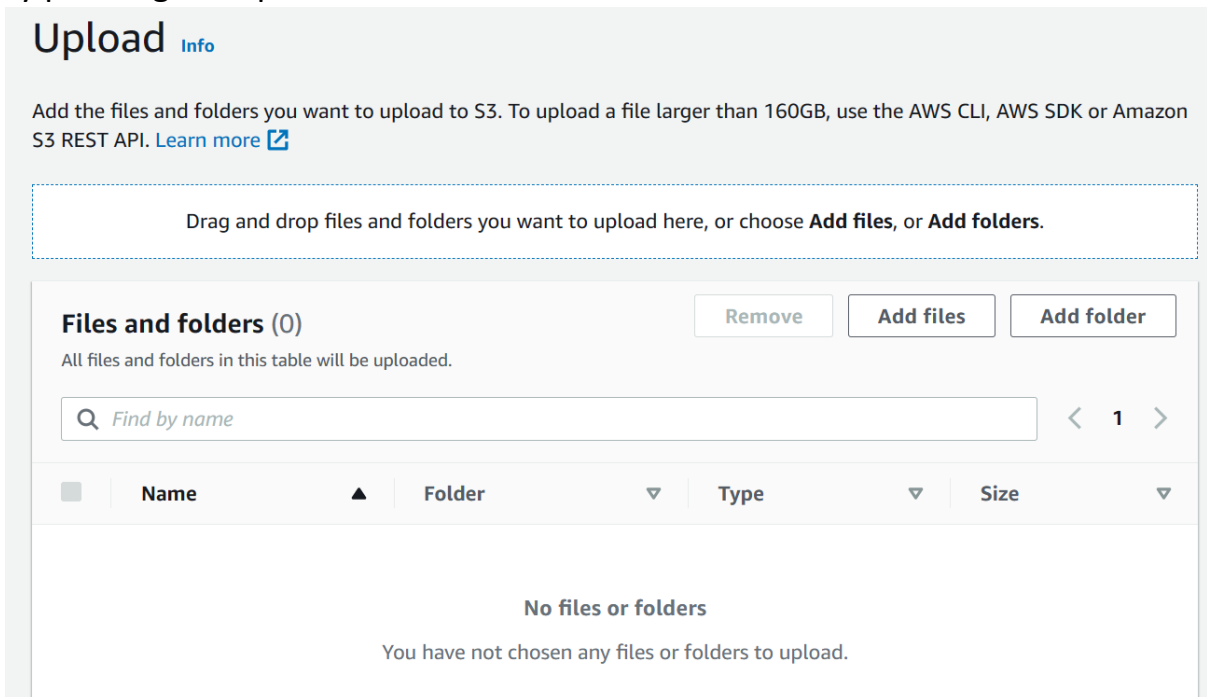 Upload Info
Add the files and folders you want to upload to S3. To upload a file larger than 160GB, use the AWS CLI, AWS SDK or Amazon
S3 REST API. Learn more
Drag and drop files and folders you want to upload here, or choose Add files, or Add folders.
Files and folders (0)
Remove
Add files
Add folder
All files and folders in this table will be uploaded.
Find by name
1
Name
Folder
Type
Size
No files or folders
You have not chosen any files or folders to upload.